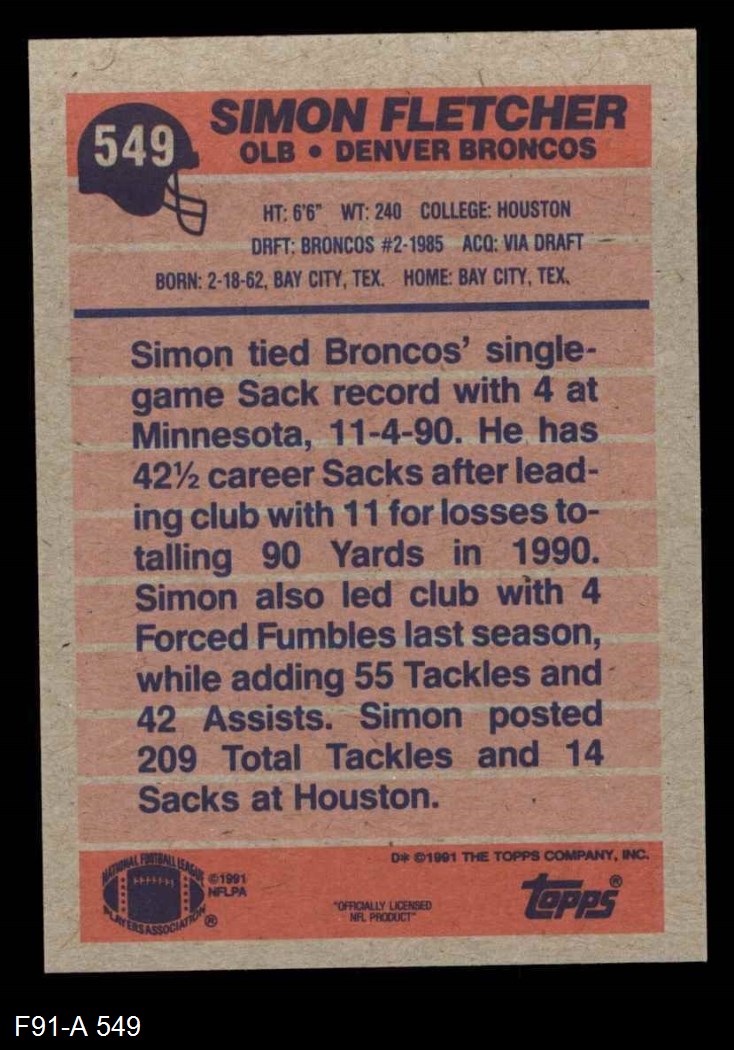 549
SIMON FLETCHER
OLB • DENVER BRONCOS
HT: 6'6" WT: 240 COLLEGE: HOUSTON
DRFT: BRONCOS #2-1985 ACQ: VIA DRAFT
BORN: 2-18-62, BAY CITY, TEX. HOME: BAY CITY, TEX.
Simon tied Broncos' single-
game Sack record with 4 at
Minnesota, 11-4-90. He has
42½ career Sacks after lead-
ing club with 11 for losses to-
talling 90 Yards in 1990.
Simon also led club with 4
Forced Fumbles last season,
while adding 55 Tackles and
42 Assists. Simon posted
209 Total Tackles and 14
Sacks at Houston.
D* ©1991 THE TOPPS COMPANY, INC.
NATIONAL FOOTBALL LEAGUE
PLAYERS ASSOCIATION ®
©1991
NFLPA
"OFFICIALLY LICENSED
NFL PRODUCT"
topps®
F91-A 549